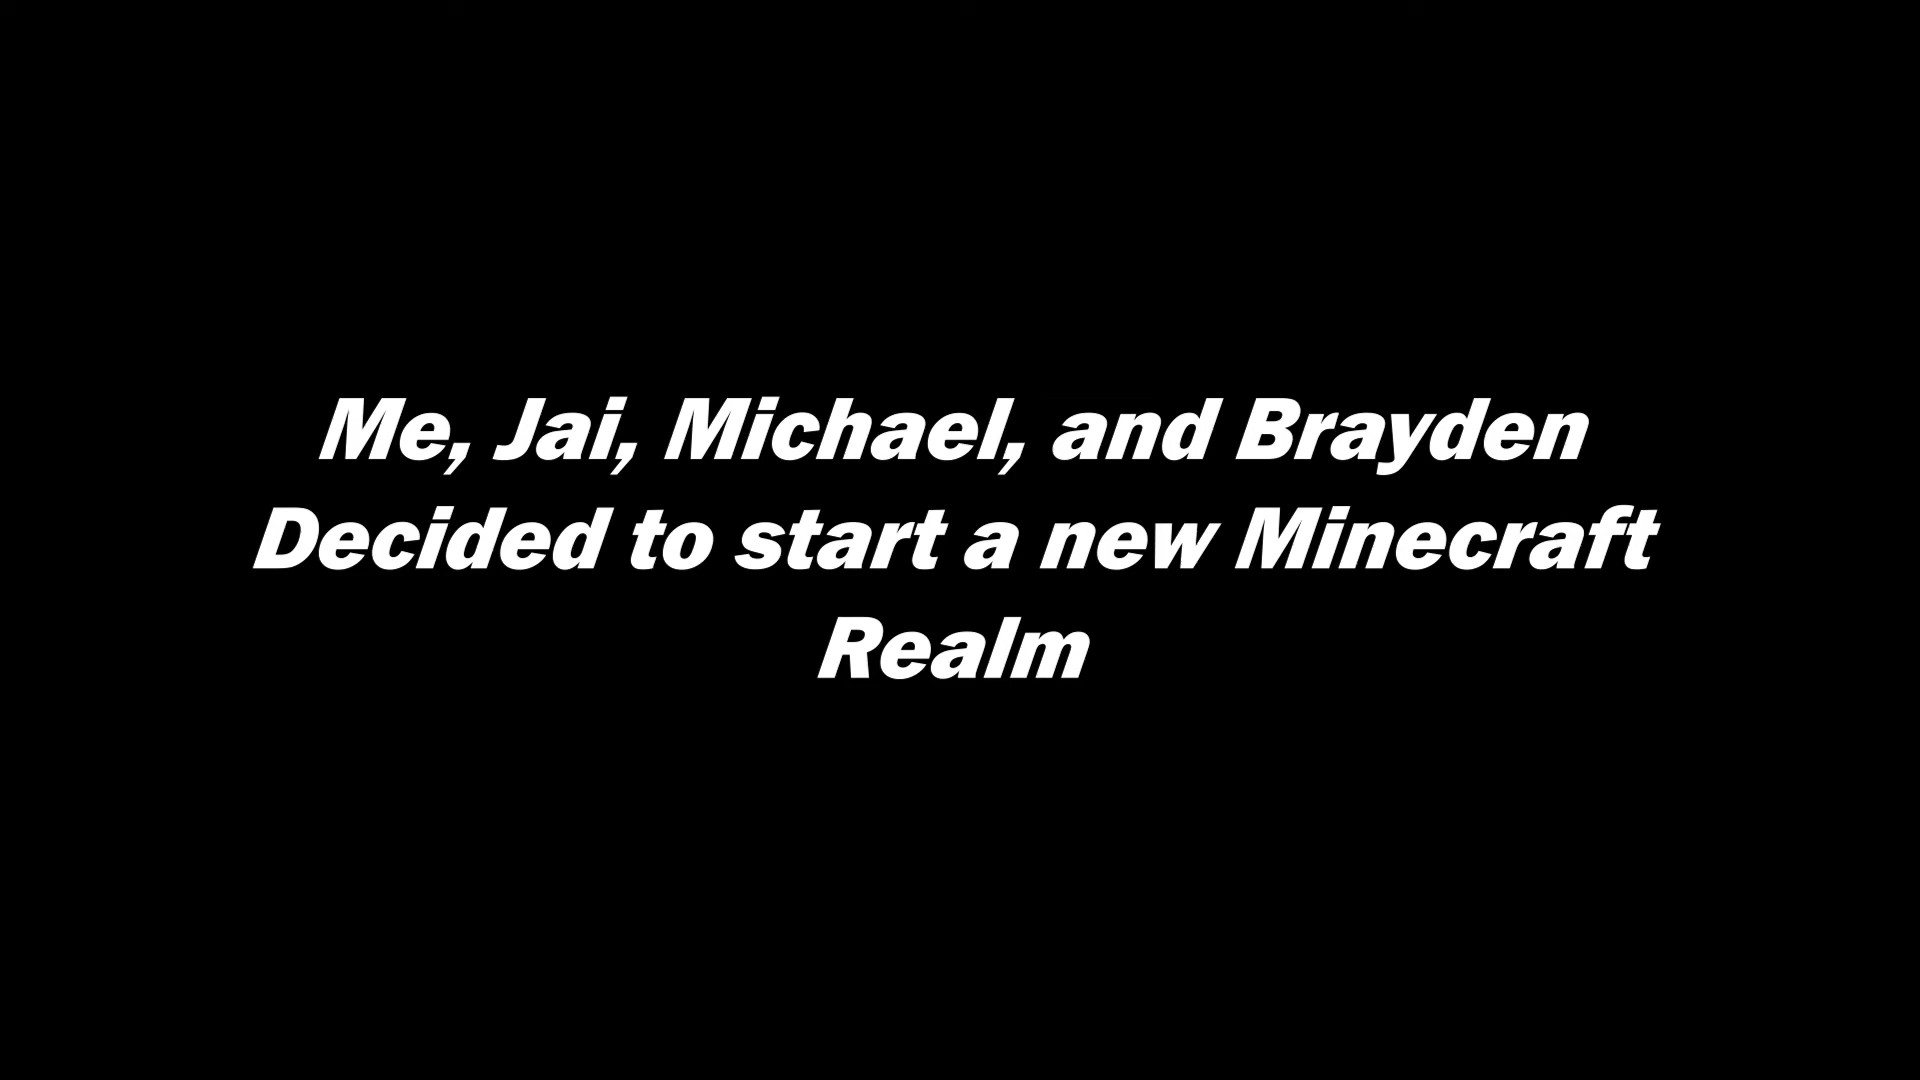 Me, Jai, Michael, and Brayden
Decided to start a new Minecraft
Realm